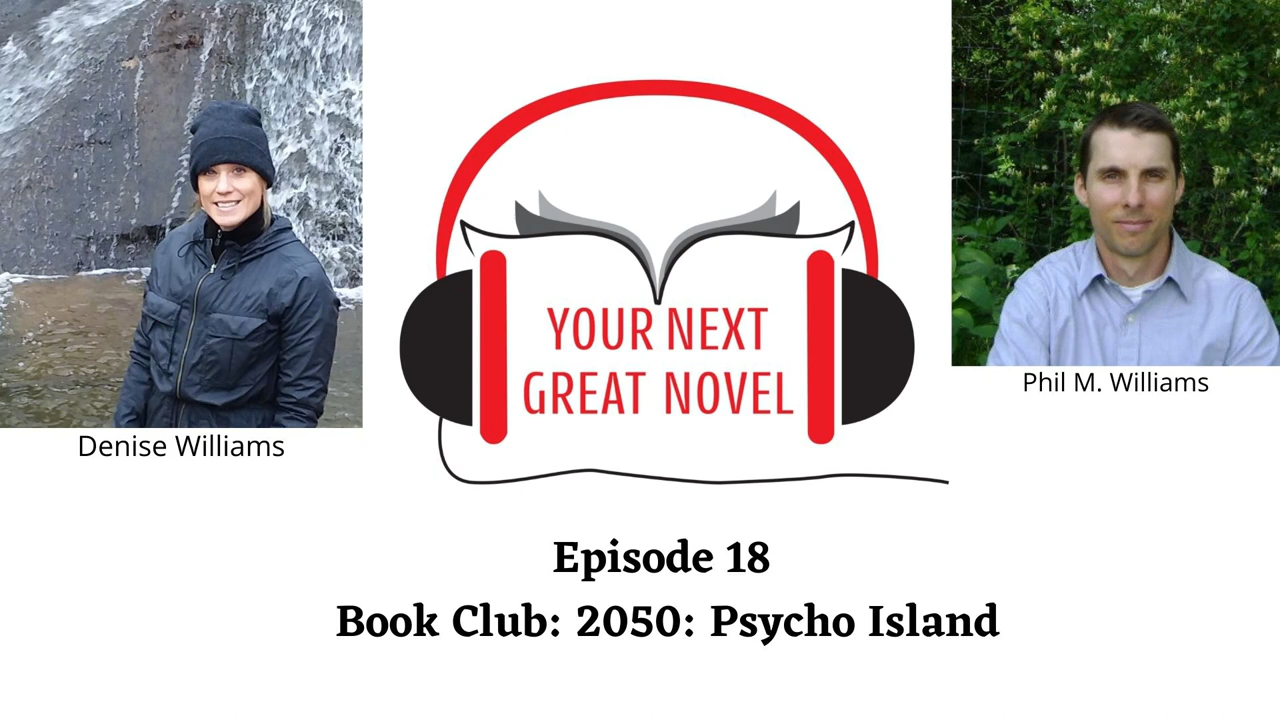 YOUR NEXT
GREAT NOVEL
Phil M. Williams
Denise Williams
Episode 18
Book Club: 2050: Psycho Island